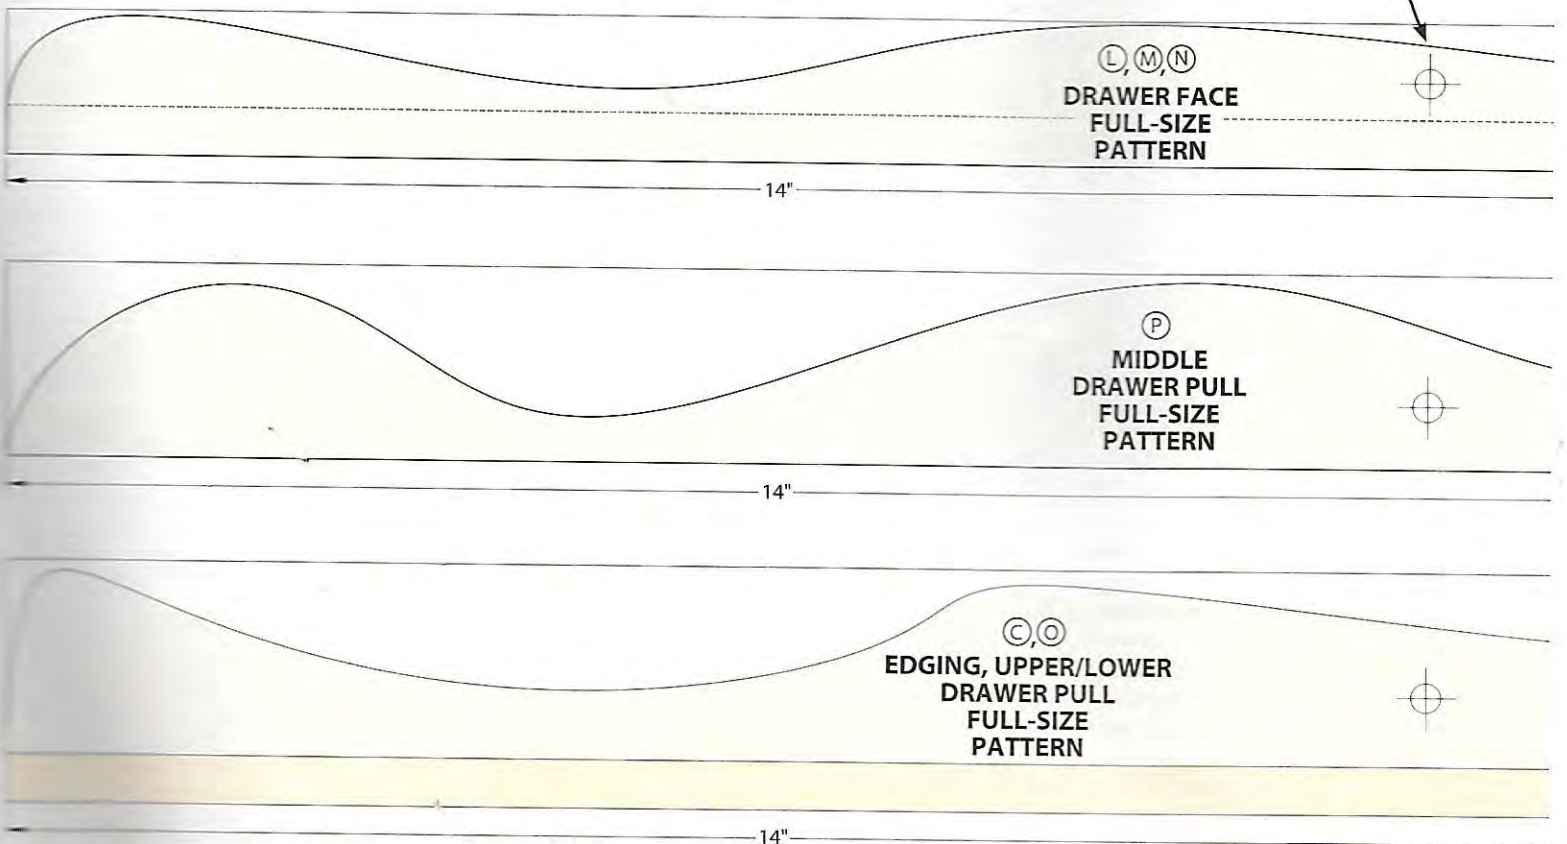 Ⓛ,Ⓜ,Ⓝ
DRAWER FACE
FULL-SIZE
PATTERN
14"
Ⓟ
MIDDLE
DRAWER PULL
FULL-SIZE
PATTERN
14"
Ⓒ,Ⓞ
EDGING, UPPER/LOWER
DRAWER PULL
FULL-SIZE
PATTERN
14"